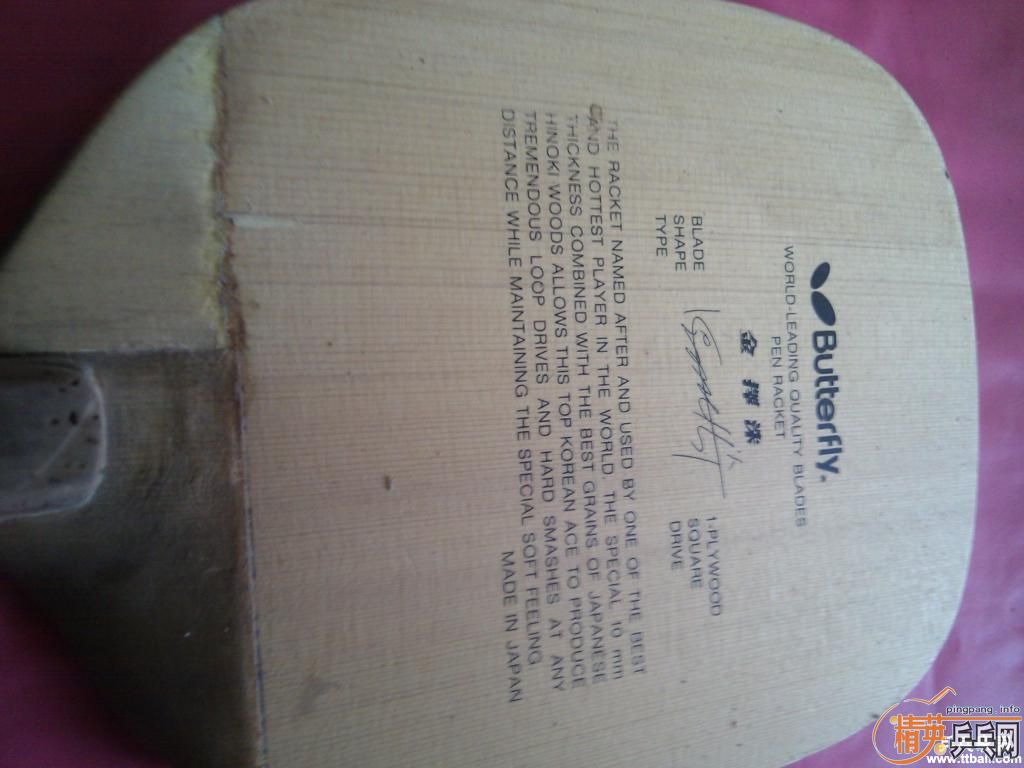 Butterfly.
WORLD-LEADING QUALITY BLADES
PEN RACKET
金擇洙
BLADE 1-PLYWOOD
SHAPE SQUARE
TYPE DRIVE
THE RACKET NAMED AFTER AND USED BY ONE OF THE BEST
AND HOTTEST PLAYER IN THE WORLD. THE SPECIAL 10 mm
THICKNESS COMBINED WITH THE BEST GRAINS OF JAPANESE
HINOKI WOODS ALLOWS THIS TOP KOREAN ACE TO PRODUCE
TREMENDOUS LOOP DRIVES AND HARD SMASHES AT ANY
DISTANCE WHILE MAINTAINING THE SPECIAL SOFT FEELING.
MADE IN JAPAN
pingpang.info
精英乒乓网
www.ttball.com